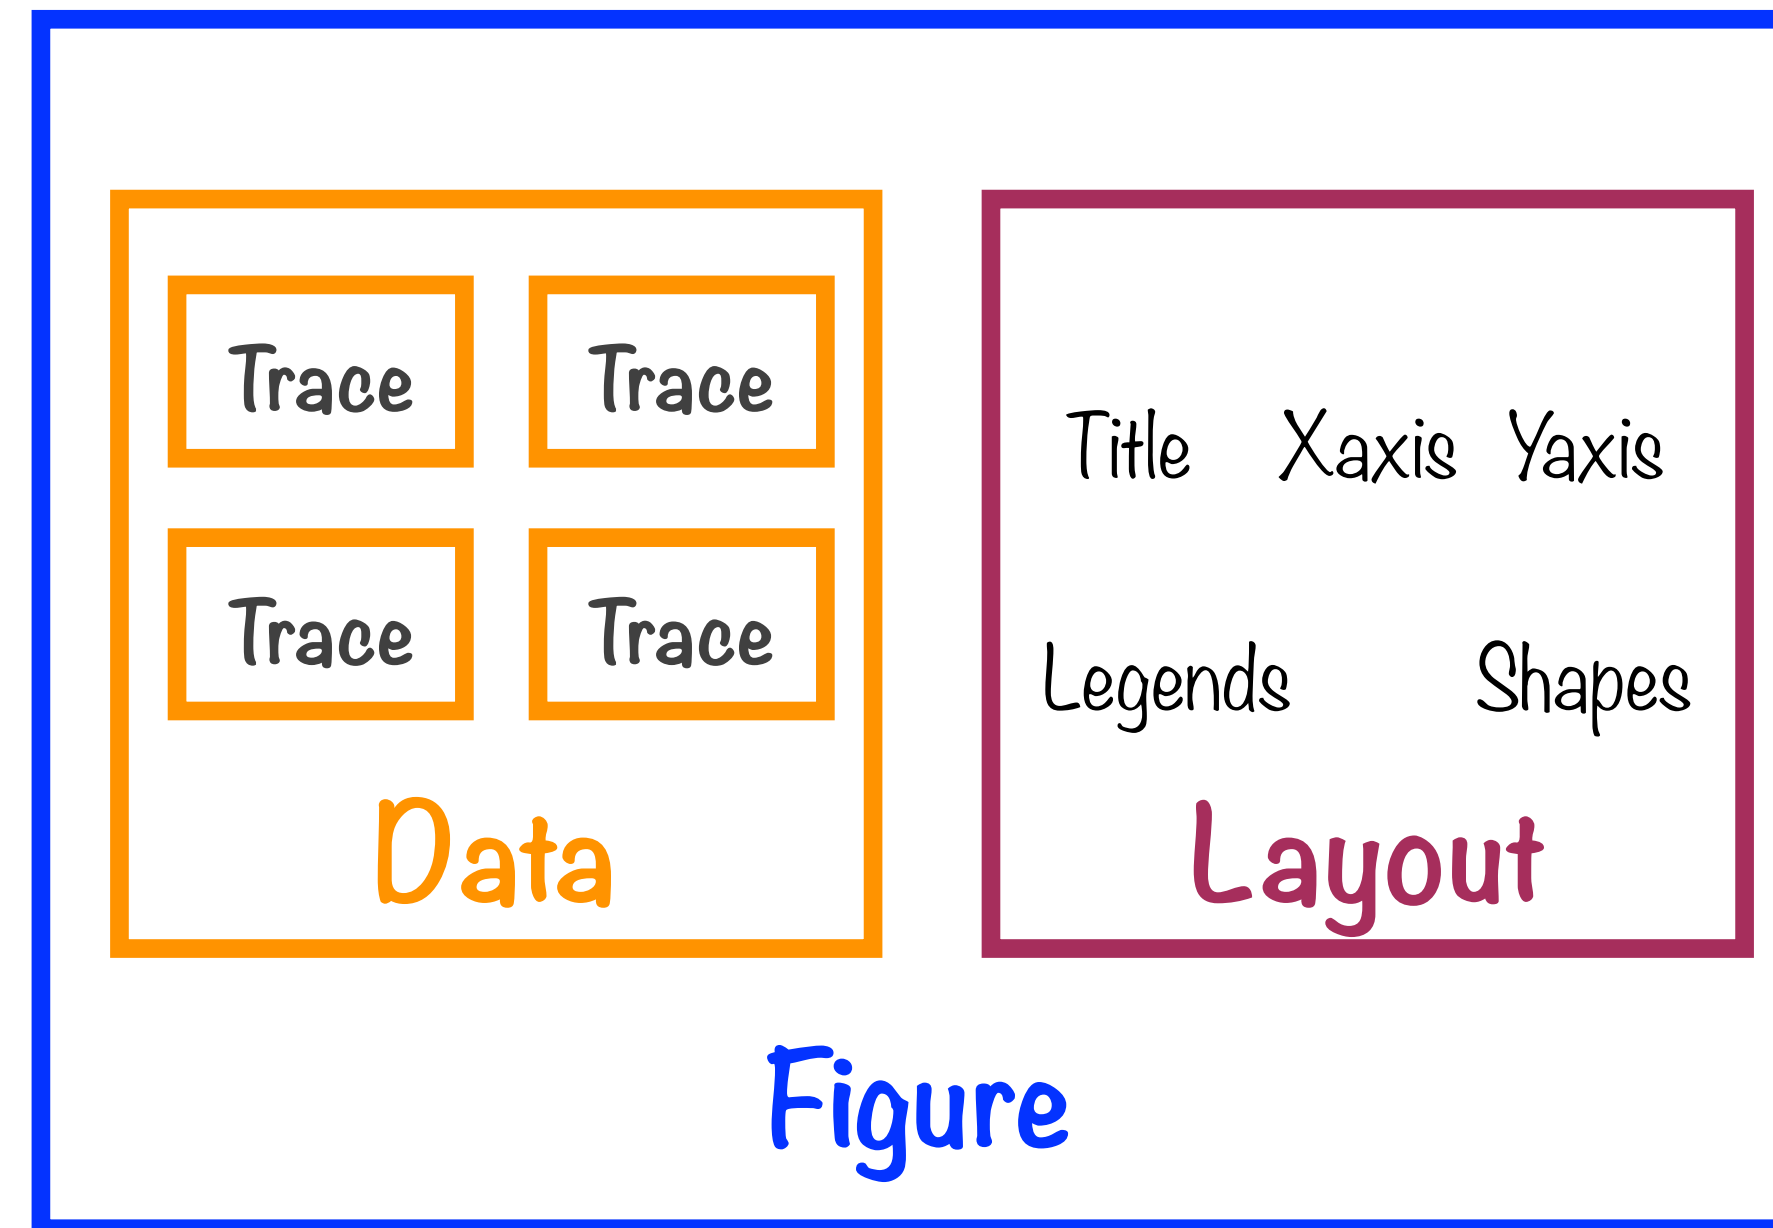 Trace Trace
Trace Trace
Data
Title Xaxis Yaxis
Legends Shapes
Layout
Figure